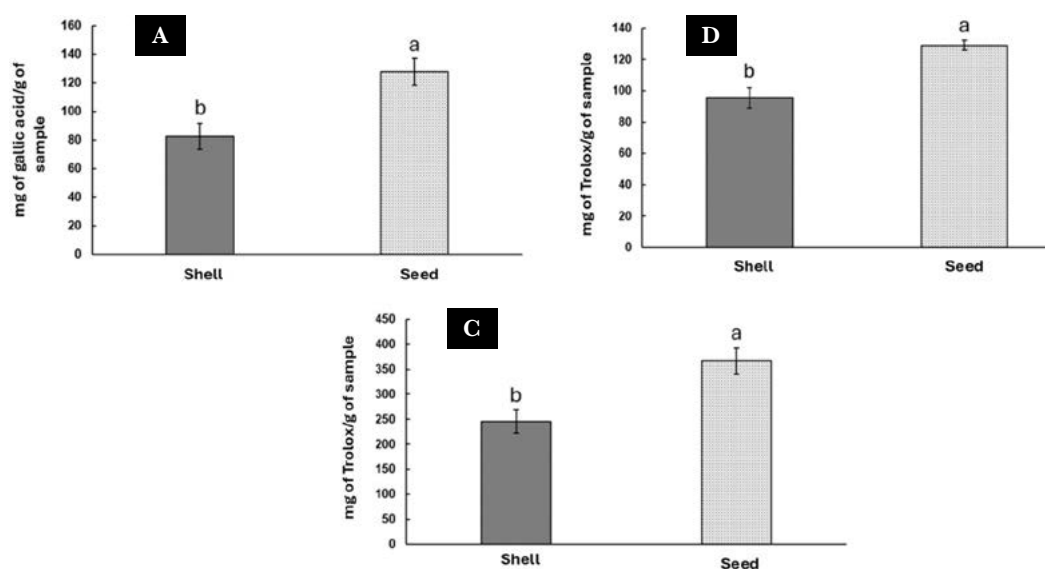 A
mg of gallic acid/g of
sample
160
140
120
100
80
60
40
20
0
b
a
Shell
Seed
D
mg of Trolox/g of sample
140
120
100
80
60
40
20
0
b
a
Shell
Seed
C
mg of Trolox/g of sample
450
400
350
300
250
200
150
100
50
0
b
a
Shell
Seed